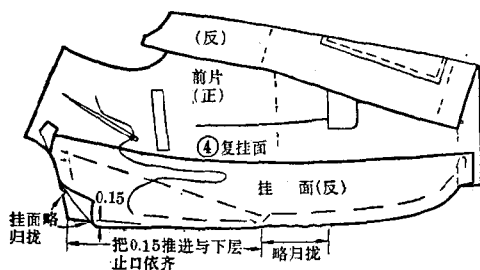 (反)
前片
(正)
④复挂面
挂 面(反)
0.15
挂面略
归拢
把0.15推进与下层
止口依齐
略归拢